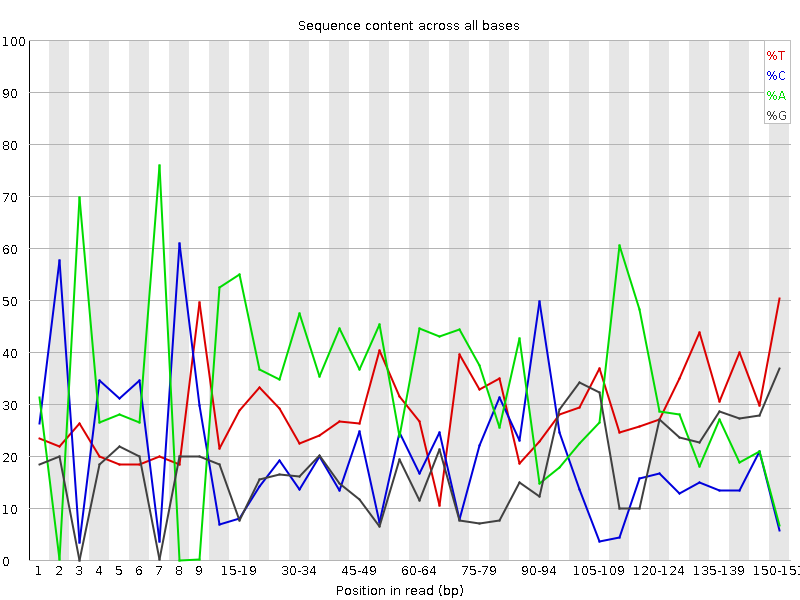 Sequence content across all bases
100
90
80
70
60
50
40
30
20
10
0
%T
%C
%A
%G
1 2 3 4 5 6 7 8 9 15-19 30-34 45-49 60-64 75-79 90-94 105-109 120-124 135-139 150-151
Position in read (bp)